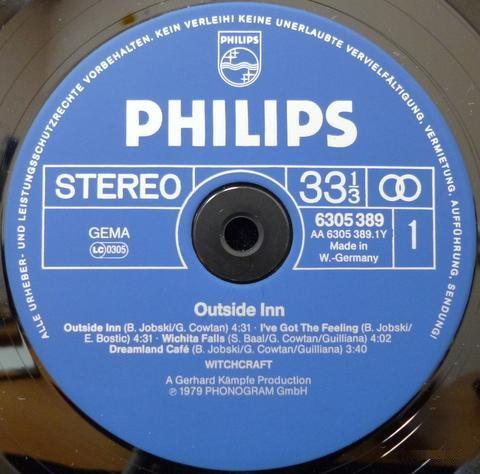 ALLE URHEBER- UND LEISTUNGSSCHUTZRECHTE VORBEHALTEN. KEIN VERLEIH! KEINE UNERLAUBTE VERVIELFÄLTIGUNG, VERMIETUNG, AUFFÜHRUNG, SENDUNG!
PHILIPS
PHILIPS
STEREO
33 1/3
GEMA
LC 0305
6305 389
AA 6305 389.1Y
Made in
W.-Germany
1
Outside Inn
Outside Inn (B. Jobski/G. Cowtan) 4:31 · I've Got The Feeling (B. Jobski/
E. Bostic) 4:31 · Wichita Falls (S. Baal/G. Cowtan/Guilliana) 4:02
Dreamland Café (B. Jobski/G. Cowtan/Guilliana) 3:40
WITCHCRAFT
A Gerhard Kämpfe Production
℗ 1979 PHONOGRAM GmbH